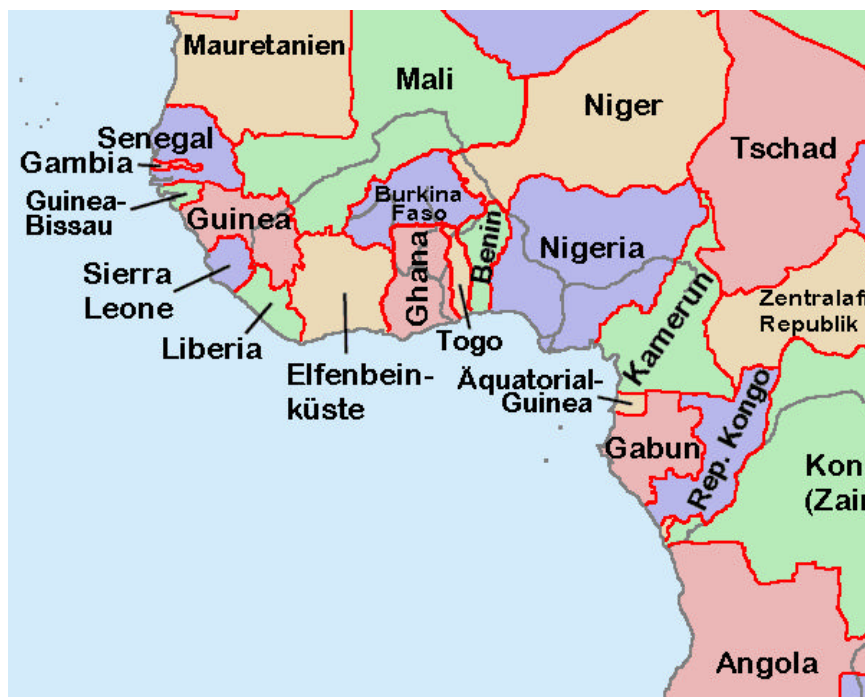 Mauretanien
Mali
Niger
Tschad
Senegal
Gambia
Guinea-
Bissau
Guinea
Burkina
Faso
Nigeria
Benin
Ghana
Sierra
Leone
Liberia
Elfenbein-
küste
Togo
Kamerun
Zentralaf
Republik
Äquatorial-
Guinea
Gabun
Rep. Kongo
Kon
(Zair
Angola